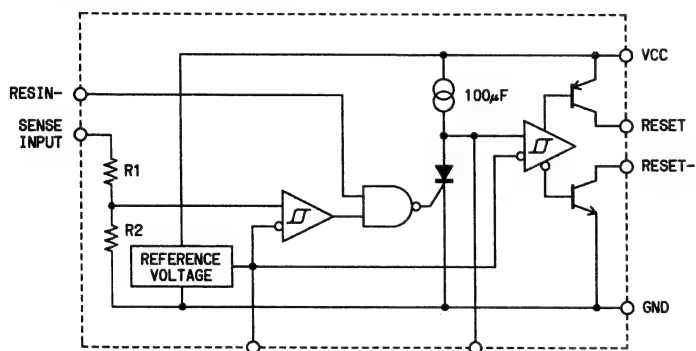 VCC
RESIN-
100μF
SENSE
INPUT
RESET
R1
RESET-
R2
REFERENCE
VOLTAGE
GND